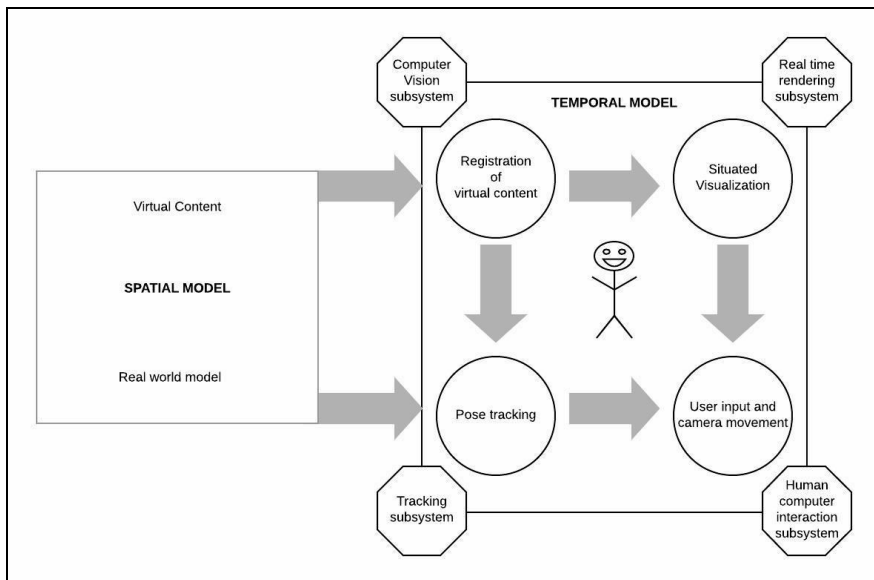 Computer
Vision
subsystem
Real time
rendering
subsystem
TEMPORAL MODEL
Registration
of
virtual content
Situated
Visualization
Virtual Content
SPATIAL MODEL
Real world model
Pose tracking
User input and
camera movement
Tracking
subsystem
Human
computer
interaction
subsystem